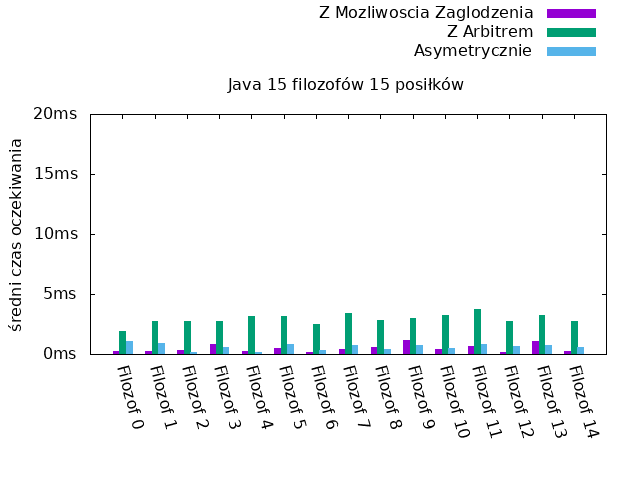 Z Mozliwoscia Zaglodzenia
Z Arbitrem
Asymetrycznie
Java 15 filozofów 15 posiłków
średni czas oczekiwania
20ms
15ms
10ms
5ms
0ms
Filozof 0
Filozof 1
Filozof 2
Filozof 3
Filozof 4
Filozof 5
Filozof 6
Filozof 7
Filozof 8
Filozof 9
Filozof 10
Filozof 11
Filozof 12
Filozof 13
Filozof 14